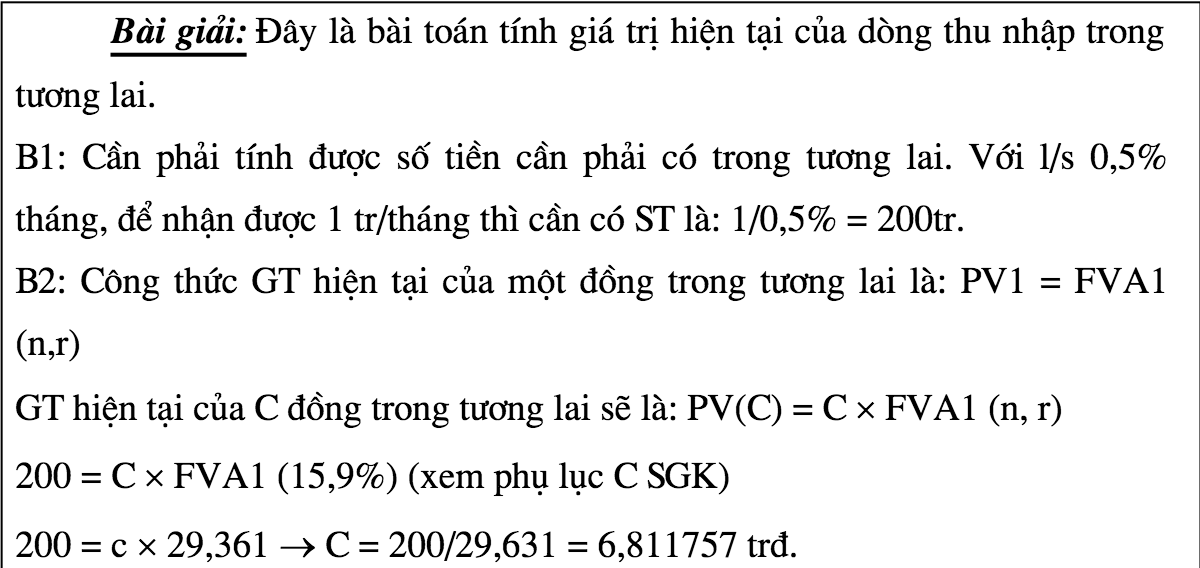 Bài giải: Đây là bài toán tính giá trị hiện tại của dòng thu nhập trong
tương lai.
B1: Cần phải tính được số tiền cần phải có trong tương lai. Với l/s 0,5%
tháng, để nhận được 1 tr/tháng thì cần có ST là: 1/0,5% = 200tr.
B2: Công thức GT hiện tại của một đồng trong tương lai là: PV1 = FVA1
(n,r)
GT hiện tại của C đồng trong tương lai sẽ là: PV(C) = C × FVA1 (n, r)
200 = C × FVA1 (15,9%) (xem phụ lục C SGK)
200 = c × 29,361 → C = 200/29,631 = 6,811757 trđ.